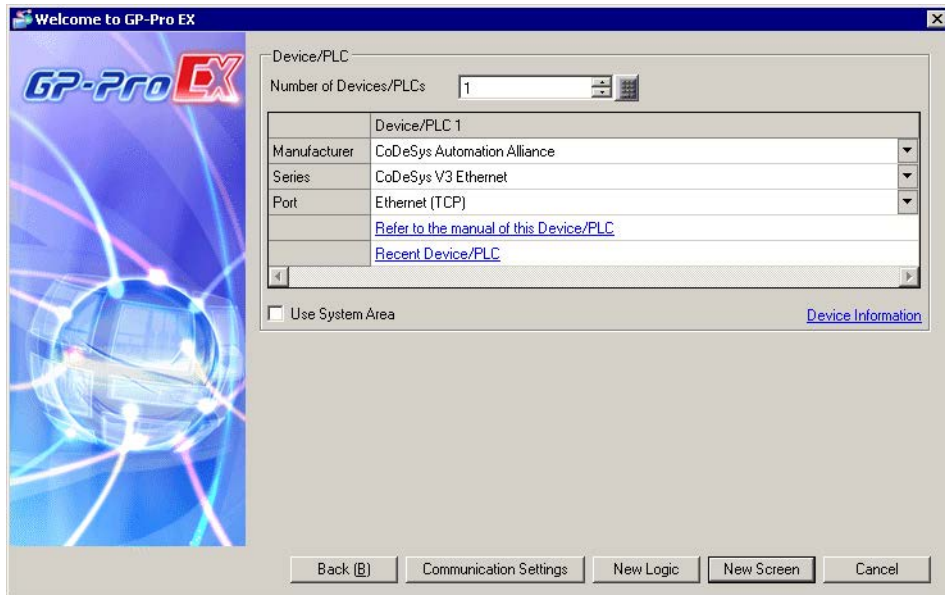 Welcome to GP-Pro EX
GP-Pro EX
Device/PLC
Number of Devices/PLCs 1
Device/PLC 1
Manufacturer CoDeSys Automation Alliance
Series CoDeSys V3 Ethernet
Port Ethernet (TCP)
Refer to the manual of this Device/PLC
Recent Device/PLC
Use System Area Device Information
Back (B) Communication Settings New Logic New Screen Cancel